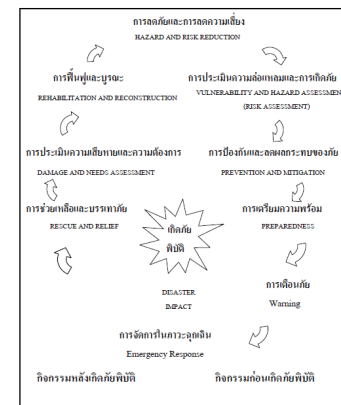 การลดภัยและการลดความเสี่ยง
HAZARD AND RISK REDUCTION
การฟื้นฟูและบูรณะ
REHABILITATION AND RECONSTRUCTION
การประเมินความล่อแหลมและการเกิดภัย
VULNERABILITY AND HAZARD ASSESSMEN
(RISK ASSESSMENT)
การประเมินความเสียหายและความต้องการ
DAMAGE AND NEEDS ASSESSMENT
การป้องกันและลดผลกระทบของภัย
PREVENTION AND MITIGATION
การช่วยเหลือและบรรเทาภัย
RESCUE AND RELIEF
เกิดภัย
พิบัติ
DISASTER
IMPACT
การเตรียมความพร้อม
PREPAREDNESS
การเตือนภัย
Warning
การจัดการในภาวะฉุกเฉิน
Emergency Response
กิจกรรมหลังเกิดภัยพิบัติ
กิจกรรมก่อนเกิดภัยพิบัติ